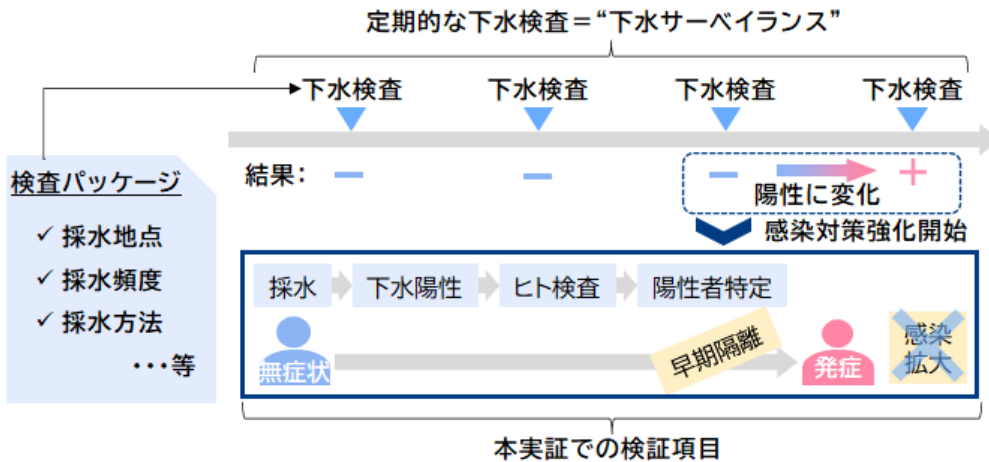 定期的な下水検査＝“下水サーベイランス”
下水検査 下水検査 下水検査 下水検査
検査パッケージ
✓ 採水地点
✓ 採水頻度
✓ 採水方法
・・・等
結果： － － － ＋
陽性に変化
感染対策強化開始
採水 下水陽性 ヒト検査 陽性者特定
無症状
早期隔離
発症
感染
拡大
本実証での検証項目